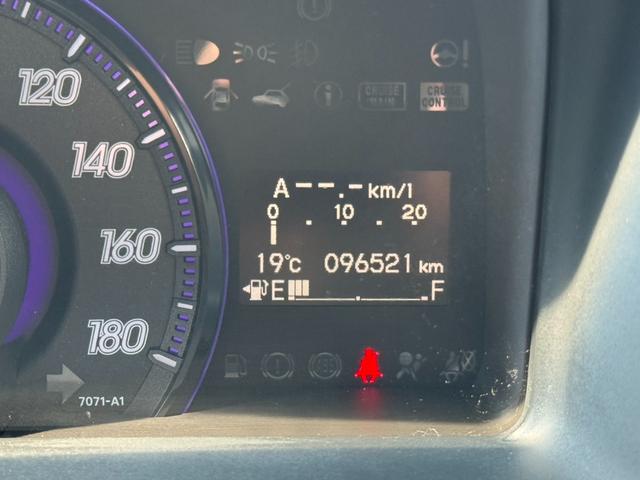 120
140
160
180
7071-A1
CRUISE MAIN
CRUISE CONTROL
A --.- km/l
0 . 10 . 20
19℃ 096521 km
E F